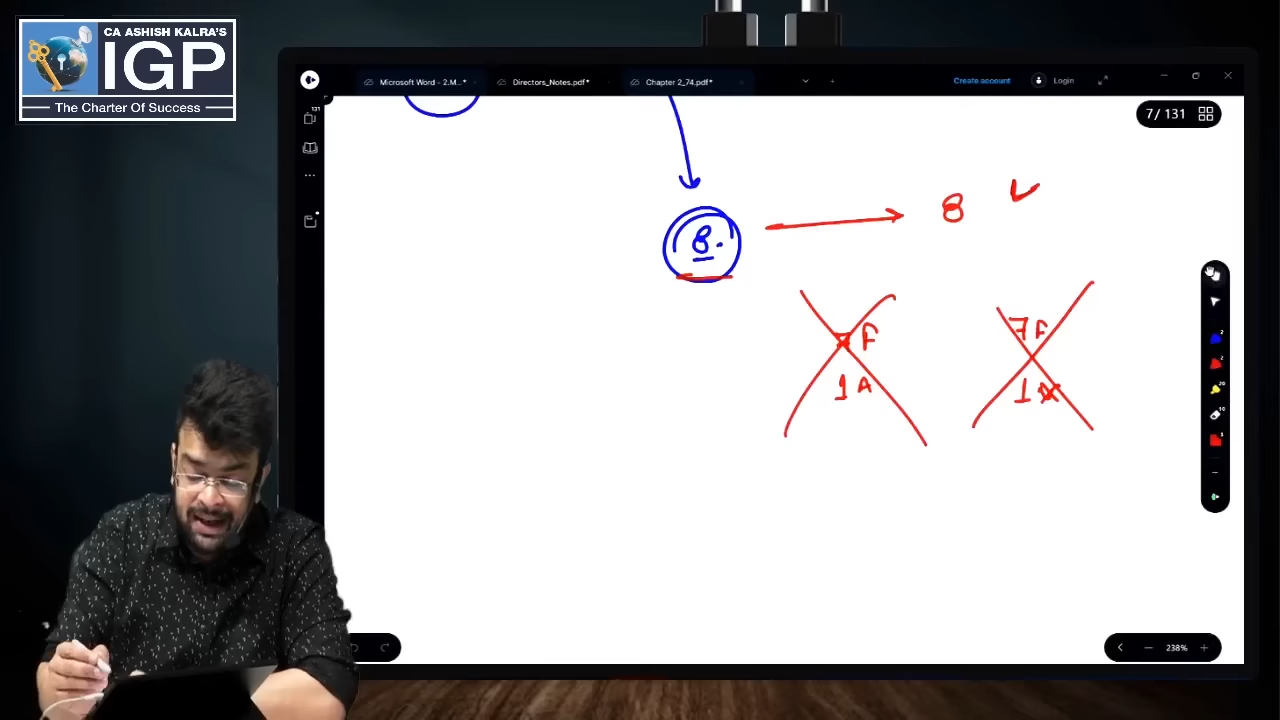 CA ASHISH KALRA'S
IGP
The Charter Of Success
Microsoft Word - 2.M...*
Directors_Notes.pdf*
Chapter 2_74.pdf*
Create account
Login
131
7 / 131
8.
8
F
1 A
7 F
1
238%